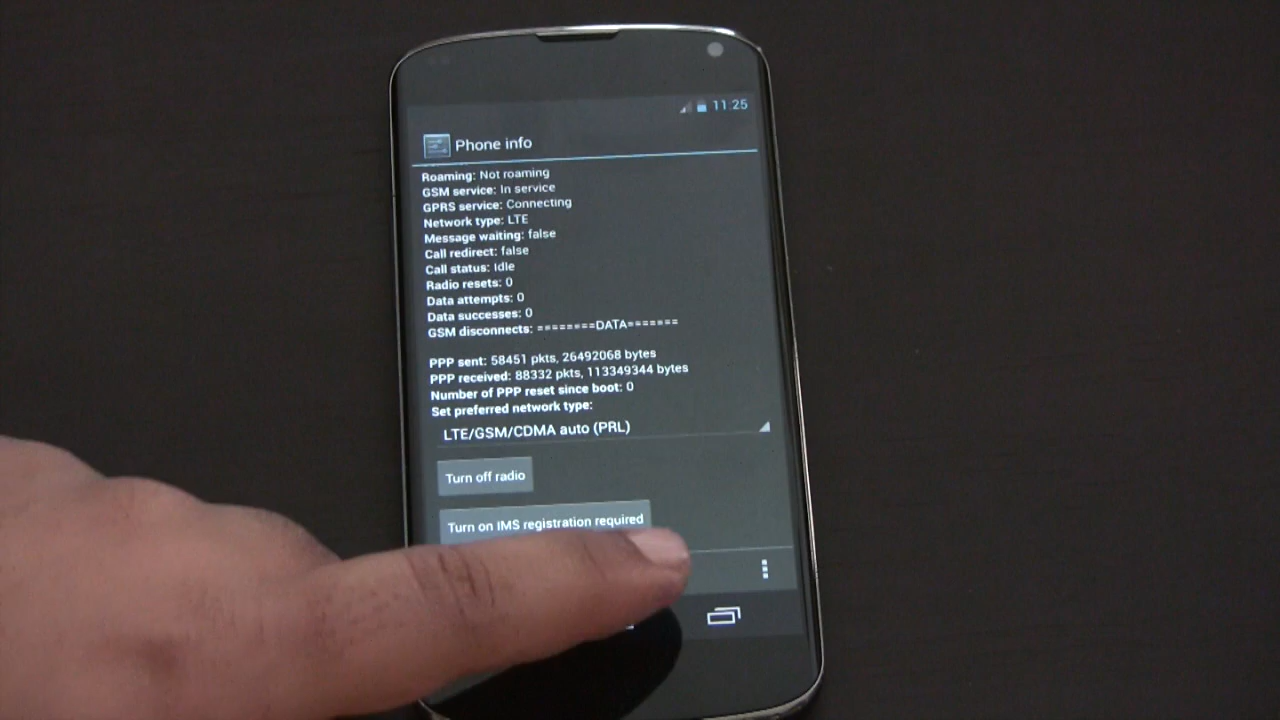 11:25
Phone info
Roaming: Not roaming
GSM service: In service
GPRS service: Connecting
Network type: LTE
Message waiting: false
Call redirect: false
Call status: Idle
Radio resets: 0
Data attempts: 0
Data successes: 0
GSM disconnects: ========DATA=======
PPP sent: 58451 pkts, 26492068 bytes
PPP received: 88332 pkts, 113349344 bytes
Number of PPP reset since boot: 0
Set preferred network type:
LTE/GSM/CDMA auto (PRL)
Turn off radio
Turn on IMS registration required